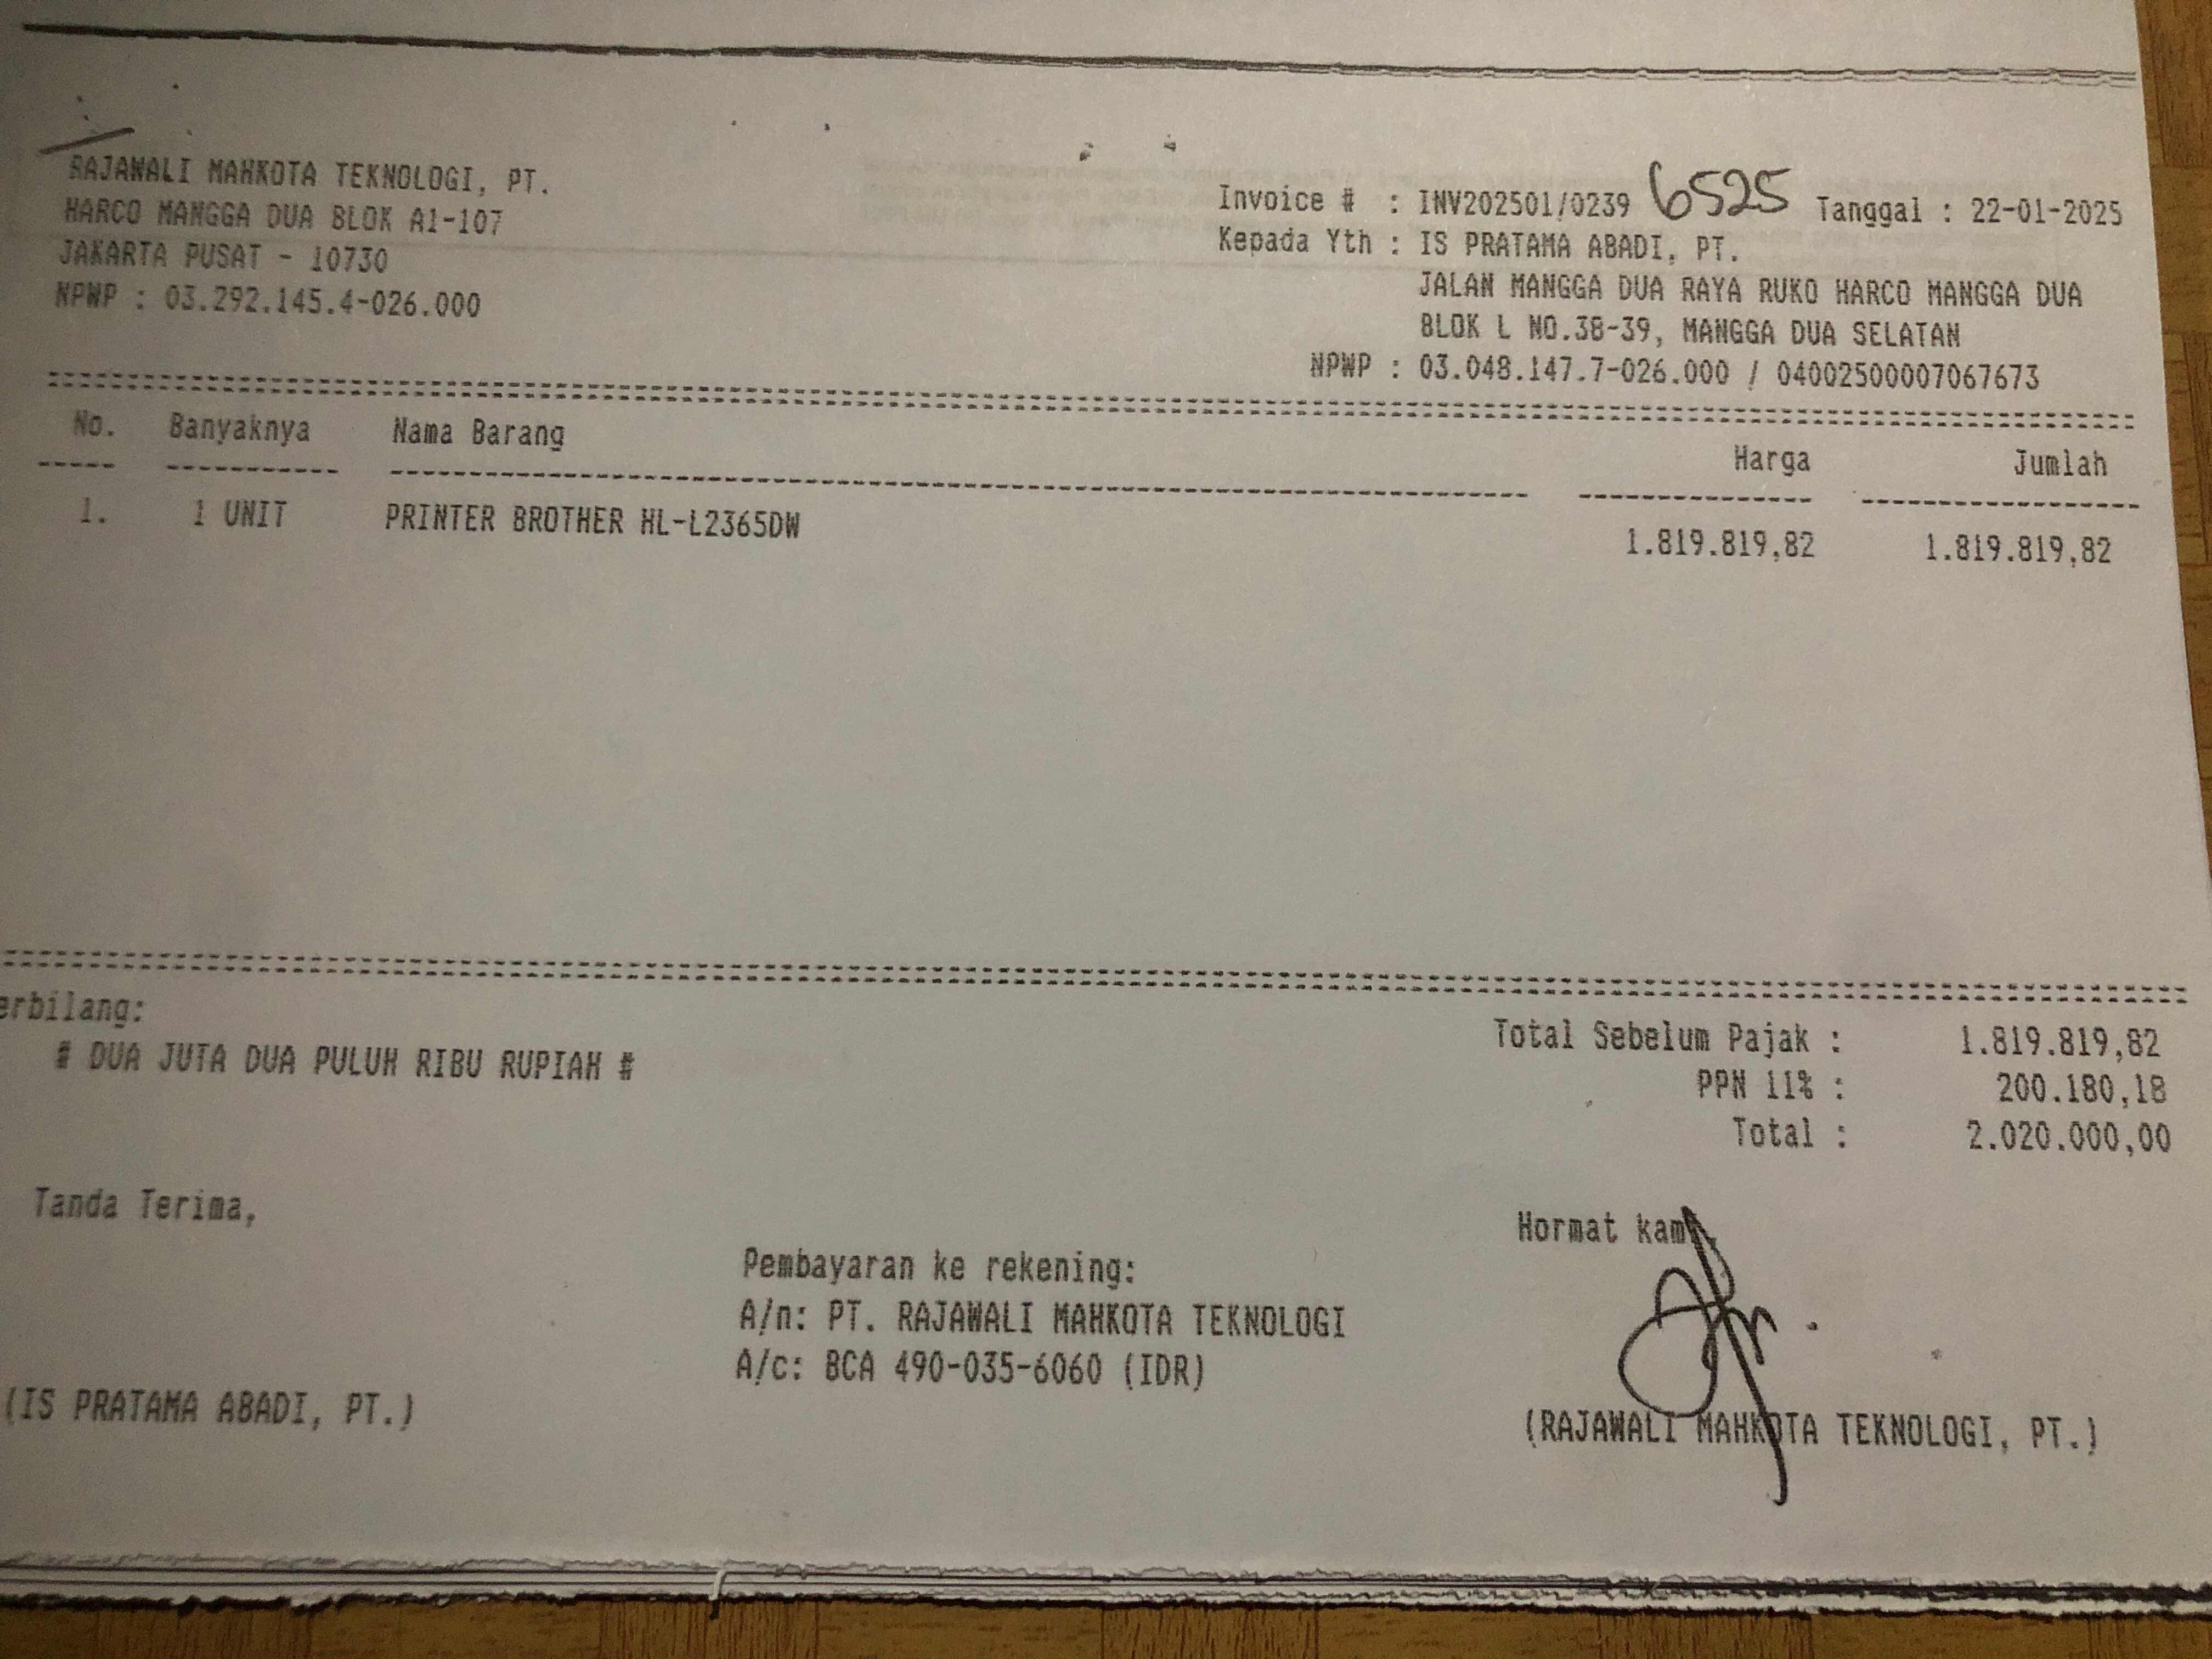 RAJAWALI MAHKOTA TEKNOLOGI, PT.
HARCO MANGGA DUA BLOK A1-107
JAKARTA PUSAT - 10730
NPWP : 03.292.145.4-026.000
Invoice # : INV202501/0239 6525 Tanggal : 22-01-2025
Kepada Yth : IS PRATAMA ABADI, PT.
JALAN MANGGA DUA RAYA RUKO HARCO MANGGA DUA
BLOK L NO.38-39, MANGGA DUA SELATAN
NPWP : 03.048.147.7-026.000 / 04002500007067673
No. Banyaknya Nama Barang Harga Jumlah
1. 1 UNIT PRINTER BROTHER HL-L2365DW 1.819.819,82 1.819.819,82
erbilang:
# DUA JUTA DUA PULUH RIBU RUPIAH #
Total Sebelum Pajak : 1.819.819,82
PPN 11% : 200.180,18
Total : 2.020.000,00
Tanda Terima,
(IS PRATAMA ABADI, PT.)
Pembayaran ke rekening:
A/n: PT. RAJAWALI MAHKOTA TEKNOLOGI
A/c: BCA 490-035-6060 (IDR)
Hormat kami,
(RAJAWALI MAHKOTA TEKNOLOGI, PT.)